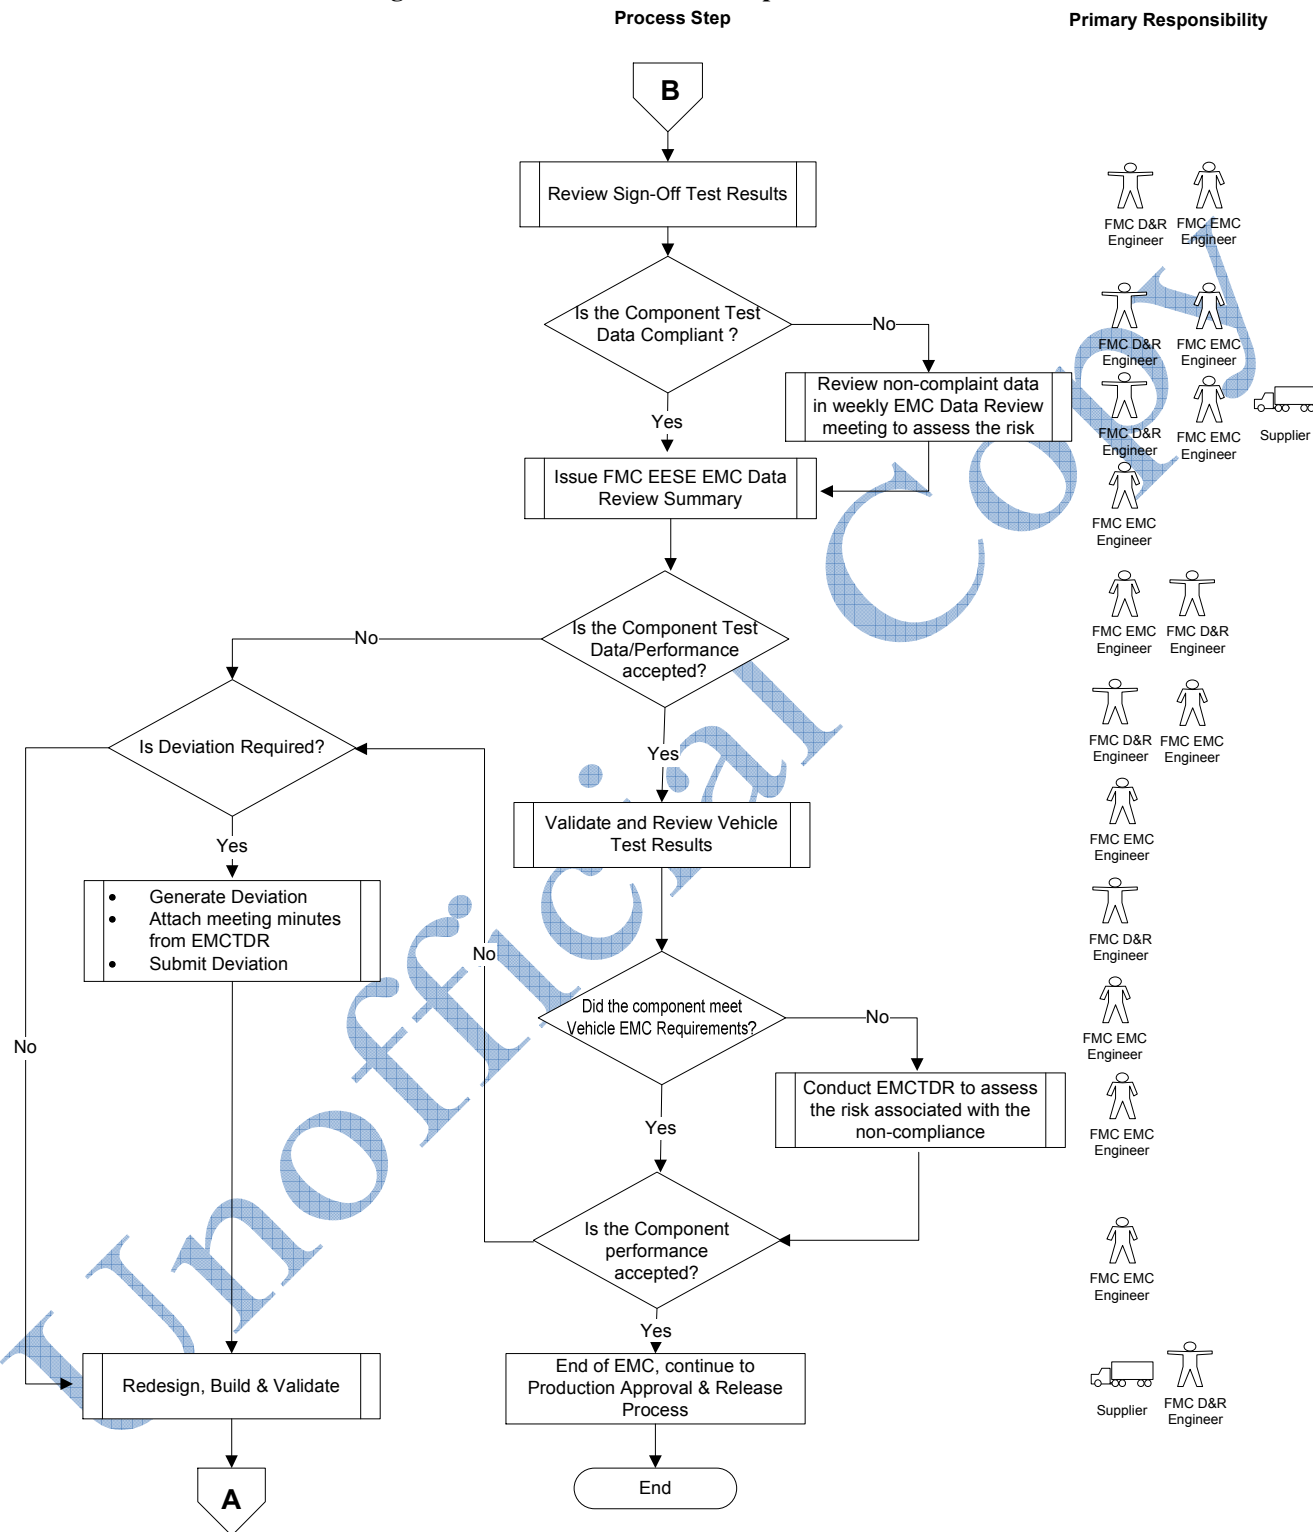 Process Step
Primary Responsibility
B
Review Sign-Off Test Results
FMC D&R
Engineer
FMC EMC
Engineer
Is the Component Test
Data Compliant ?
No
FMC D&R
Engineer
FMC EMC
Engineer
Review non-complaint data
in weekly EMC Data Review
meeting to assess the risk
FMC D&R
Engineer
FMC EMC
Engineer
Supplier
Yes
Issue FMC EESE EMC Data
Review Summary
FMC EMC
Engineer
Is the Component Test
Data/Performance
accepted?
No
FMC EMC
Engineer
FMC D&R
Engineer
Is Deviation Required?
Yes
FMC D&R
Engineer
FMC EMC
Engineer
Validate and Review Vehicle
Test Results
FMC EMC
Engineer
Yes
• Generate Deviation
• Attach meeting minutes
from EMCTDR
• Submit Deviation
FMC D&R
Engineer
No
Did the component meet
Vehicle EMC Requirements?
No
FMC EMC
Engineer
No
Conduct EMCTDR to assess
the risk associated with the
non-compliance
FMC EMC
Engineer
Yes
Is the Component
performance
accepted?
FMC EMC
Engineer
Yes
Redesign, Build & Validate
End of EMC, continue to
Production Approval & Release
Process
Supplier
FMC D&R
Engineer
A
End
Unofficial Copy